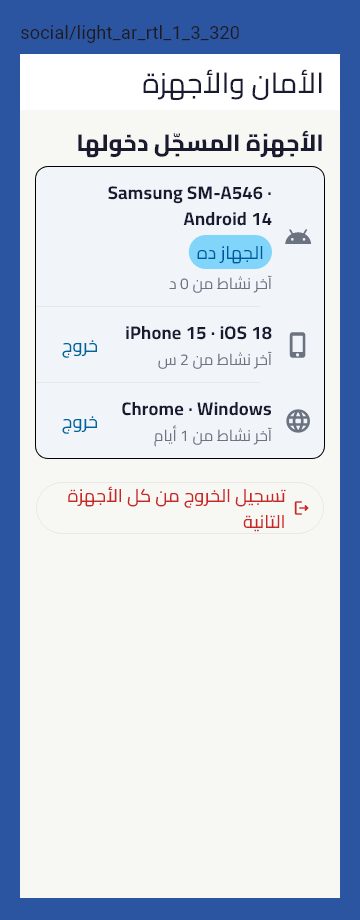 social/light_ar_rtl_1_3_320
الأمان والأجهزة
الأجهزة المسجّل دخولها
Samsung SM-A546 ·
Android 14
الجهاز ده
آخر نشاط من 0 د
iPhone 15 · iOS 18
آخر نشاط من 2 س
خروج
Chrome · Windows
آخر نشاط من 1 أيام
خروج
تسجيل الخروج من كل الأجهزة
التانية